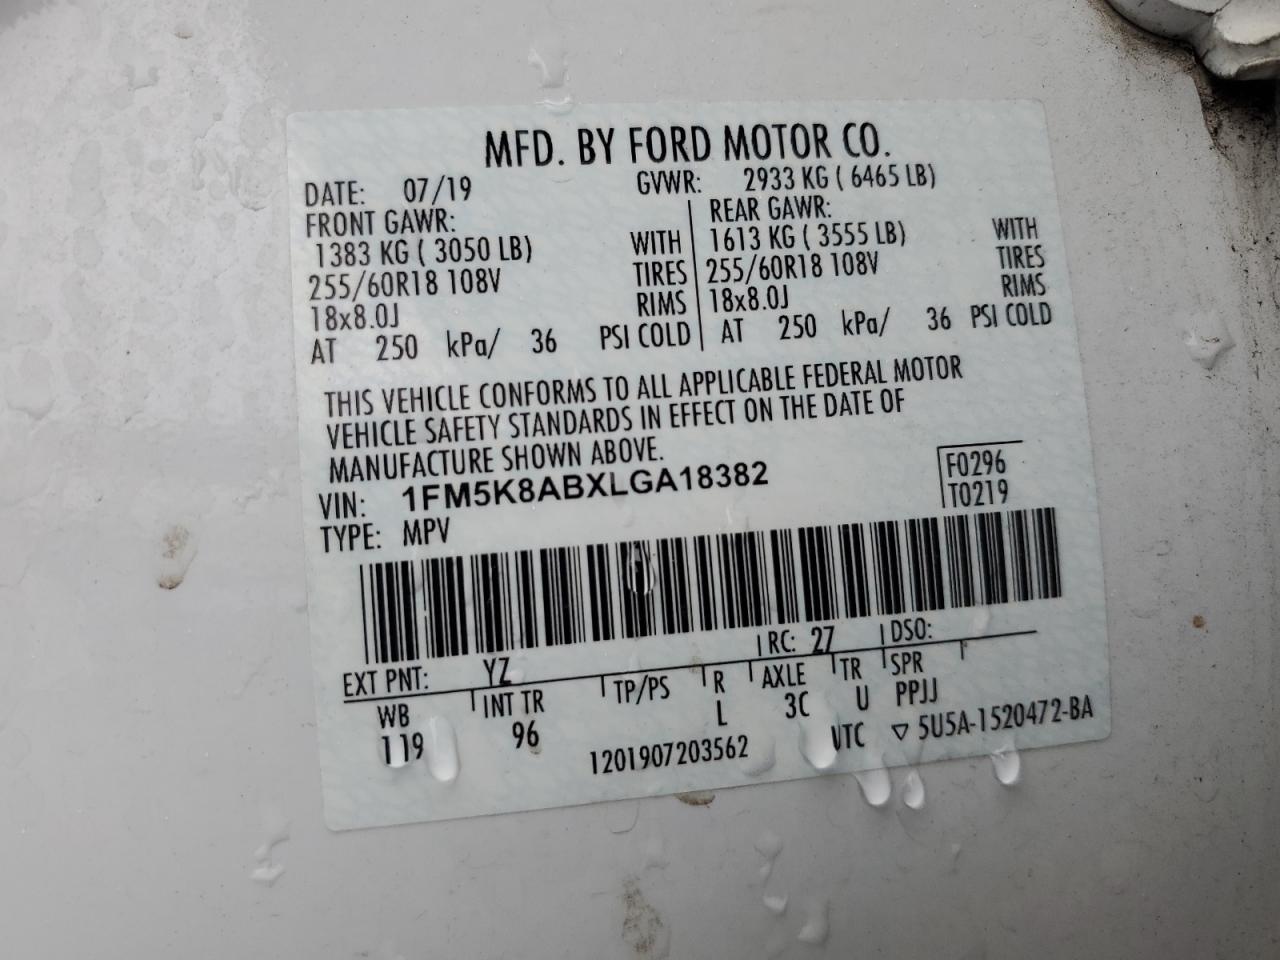 MFD. BY FORD MOTOR CO.
DATE: 07/19 GVWR: 2933 KG ( 6465 LB)
FRONT GAWR: REAR GAWR:
1383 KG ( 3050 LB) WITH 1613 KG ( 3555 LB) WITH
255/60R18 108V TIRES 255/60R18 108V TIRES
18x8.0J RIMS 18x8.0J RIMS
AT 250 kPa/ 36 PSI COLD AT 250 kPa/ 36 PSI COLD
THIS VEHICLE CONFORMS TO ALL APPLICABLE FEDERAL MOTOR
VEHICLE SAFETY STANDARDS IN EFFECT ON THE DATE OF
MANUFACTURE SHOWN ABOVE.
VIN: 1FM5K8ABXLGA18382 F0296
TYPE: MPV T0219
EXT PNT: YZ RC: 27 DSO:
WB INT TR TP/PS R AXLE TR SPR
119 96 L 3C U PPJJ
1201907203562 UTC ▽ 5U5A-1520472-BA